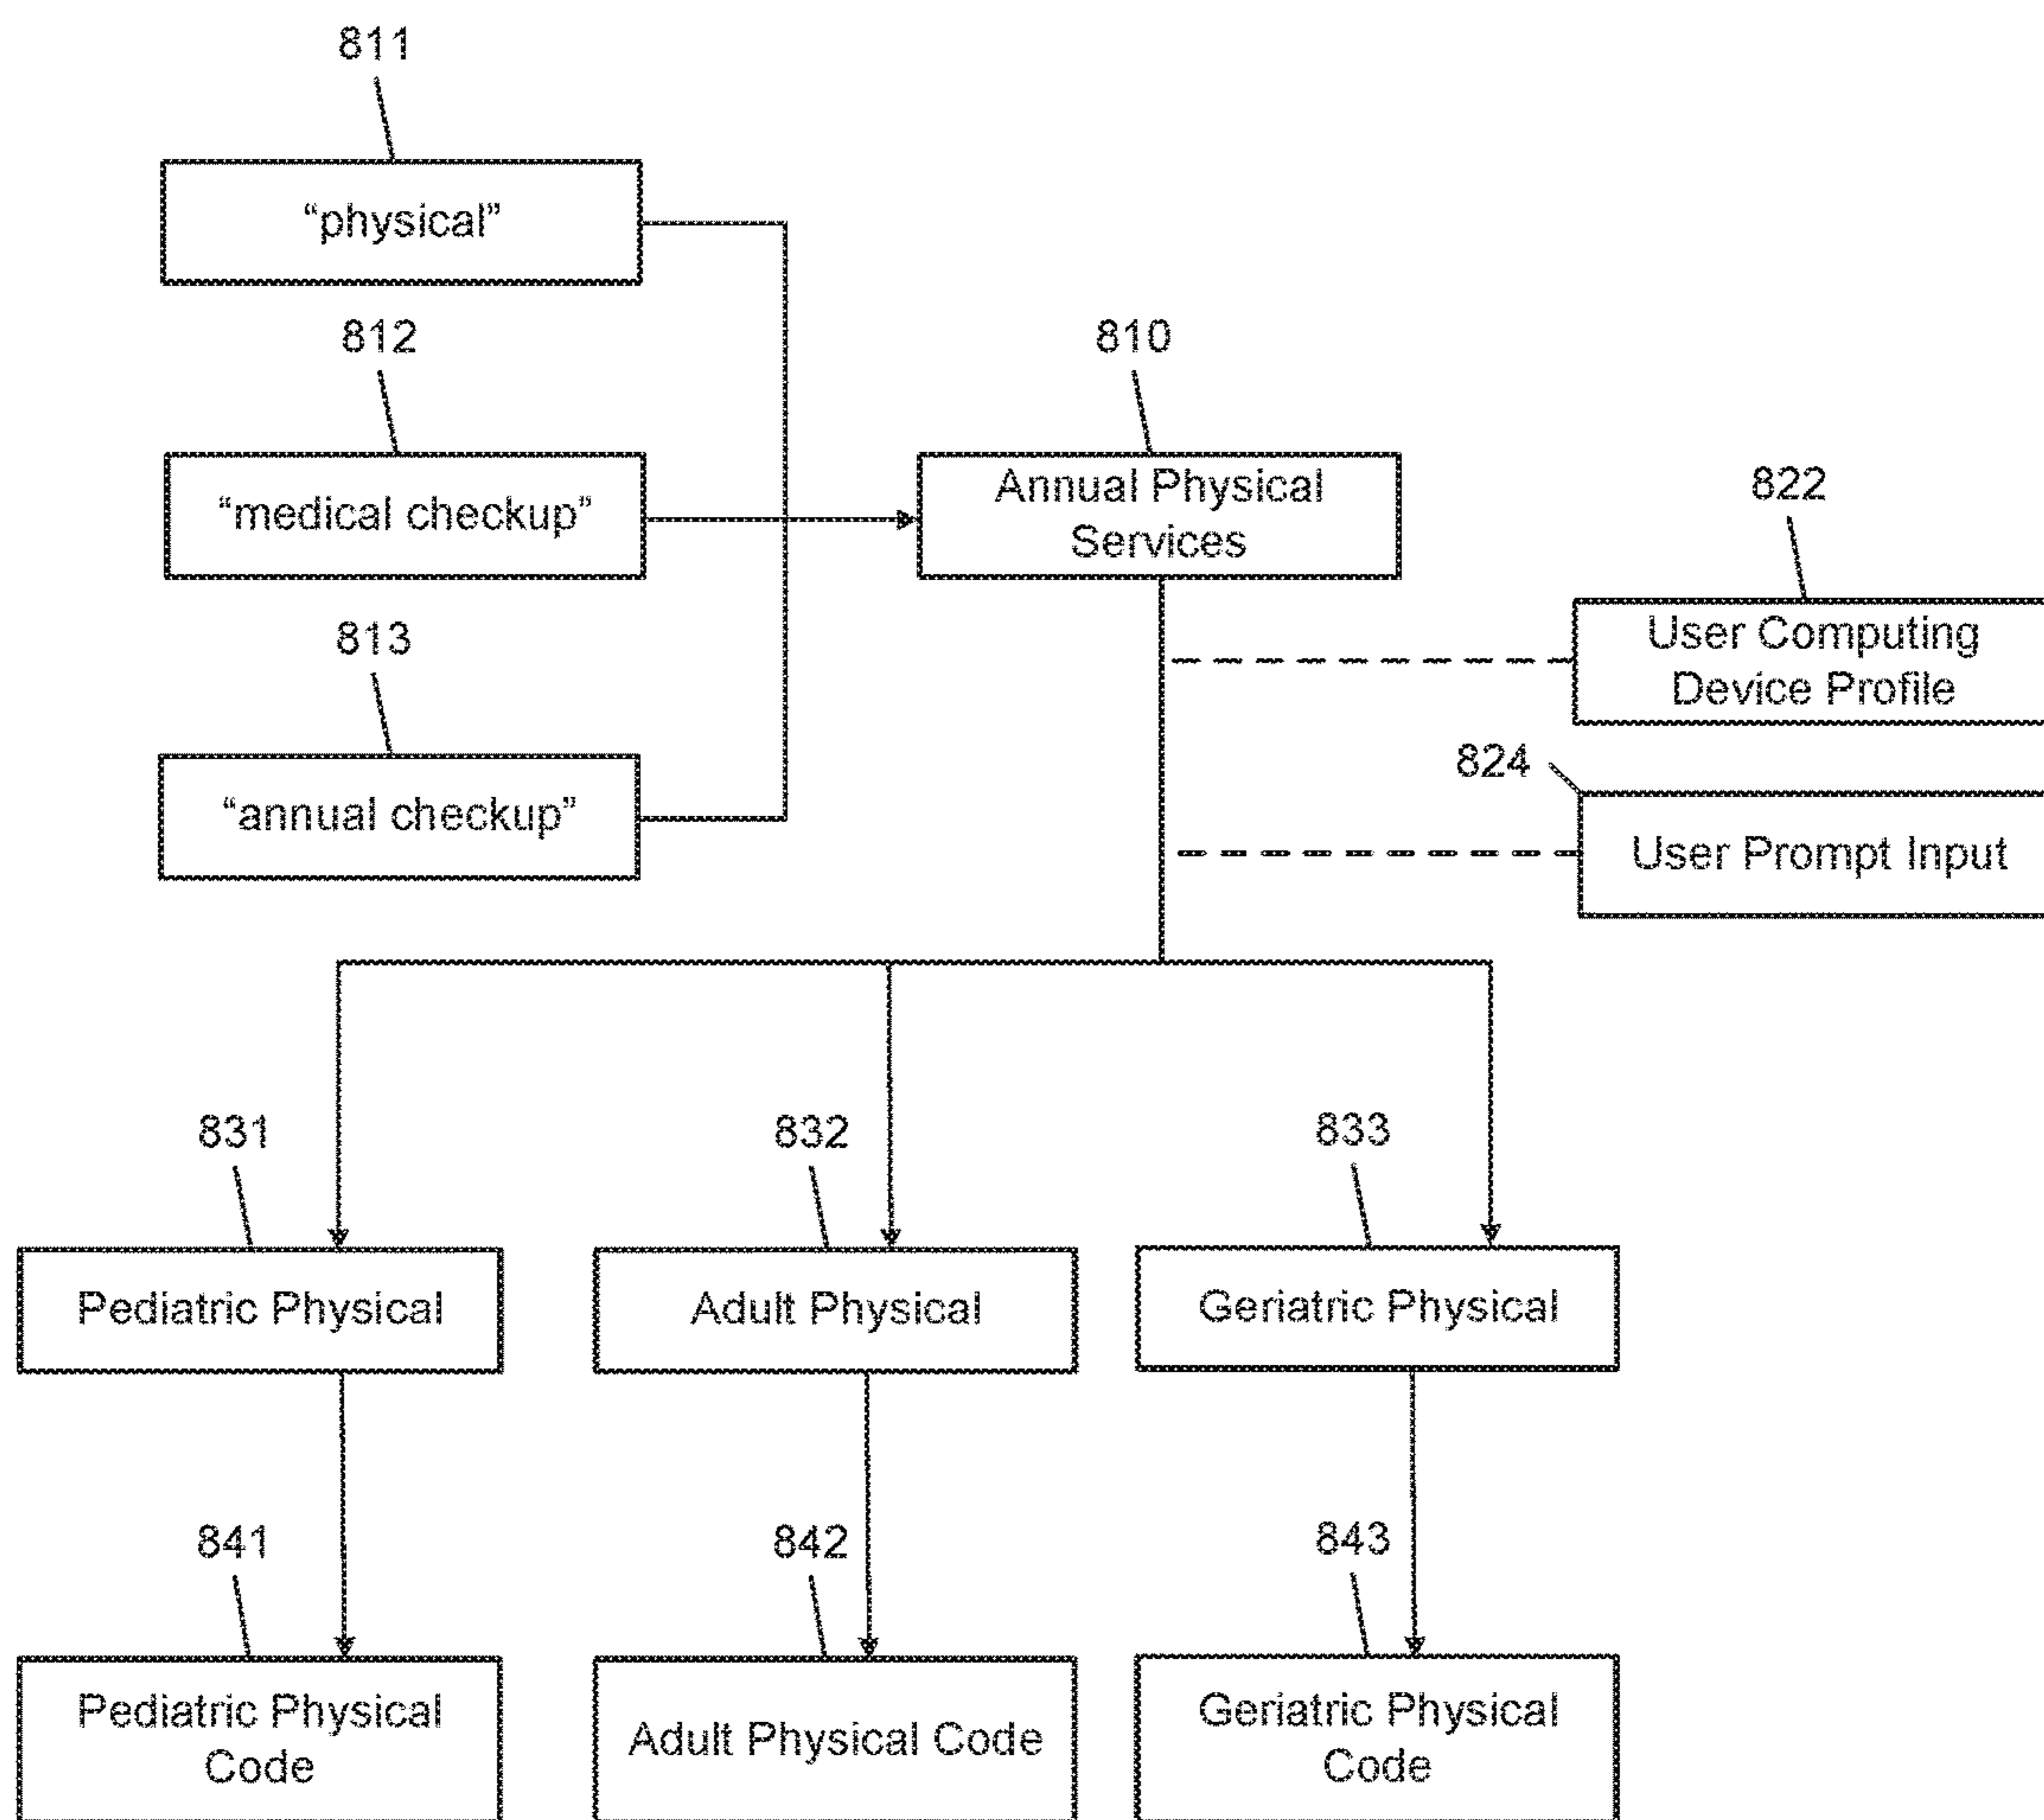 811
“physical”
812
810
“medical checkup”
Annual Physical
Services
822
813
User Computing
Device Profile
824
“annual checkup”
User Prompt Input
831
832
833
Pediatric Physical
Adult Physical
Geriatric Physical
841
842
843
Pediatric Physical
Code
Adult Physical Code
Geriatric Physical
Code